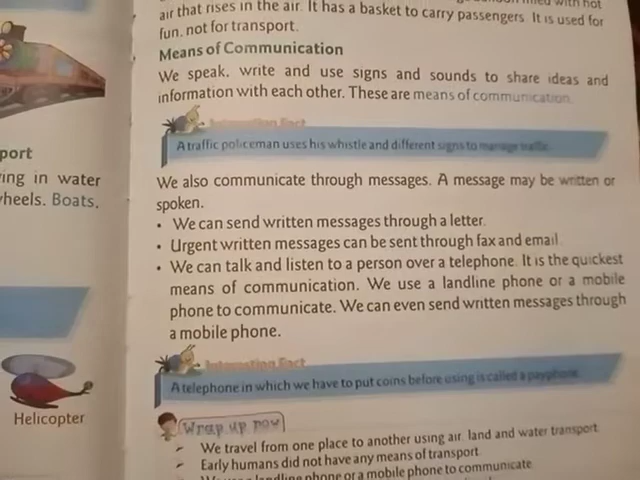 port
ing in water
heels. Boats,
Helicopter
filled with hot
air that rises in the air. It has a basket to carry passengers. It is used for
fun, not for transport.
Means of Communication
We speak, write and use signs and sounds to share ideas and
information with each other. These are means of communication.
Interesting Fact
A traffic policeman uses his whistle and different signs to manage traffic.
We also communicate through messages. A message may be written or
spoken.
• We can send written messages through a letter.
• Urgent written messages can be sent through fax and email.
• We can talk and listen to a person over a telephone. It is the quickest
means of communication. We use a landline phone or a mobile
phone to communicate. We can even send written messages through
a mobile phone.
Interesting Fact
A telephone in which we have to put coins before using is called a payphone.
Wrap up now
We travel from one place to another using air, land and water transport.
Early humans did not have any means of transport.
landline phone or a mobile phone to communicate